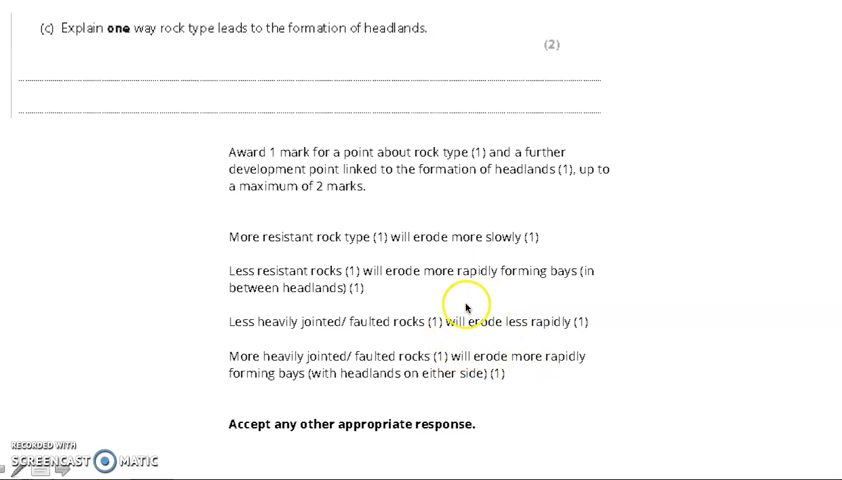 (c) Explain one way rock type leads to the formation of headlands.
(2)
Award 1 mark for a point about rock type (1) and a further
development point linked to the formation of headlands (1), up to
a maximum of 2 marks.
More resistant rock type (1) will erode more slowly (1)
Less resistant rocks (1) will erode more rapidly forming bays (in
between headlands) (1)
Less heavily jointed/ faulted rocks (1) will erode less rapidly (1)
More heavily jointed/ faulted rocks (1) will erode more rapidly
forming bays (with headlands on either side) (1)
Accept any other appropriate response.
RECORDED WITH
SCREENCAST MATIC